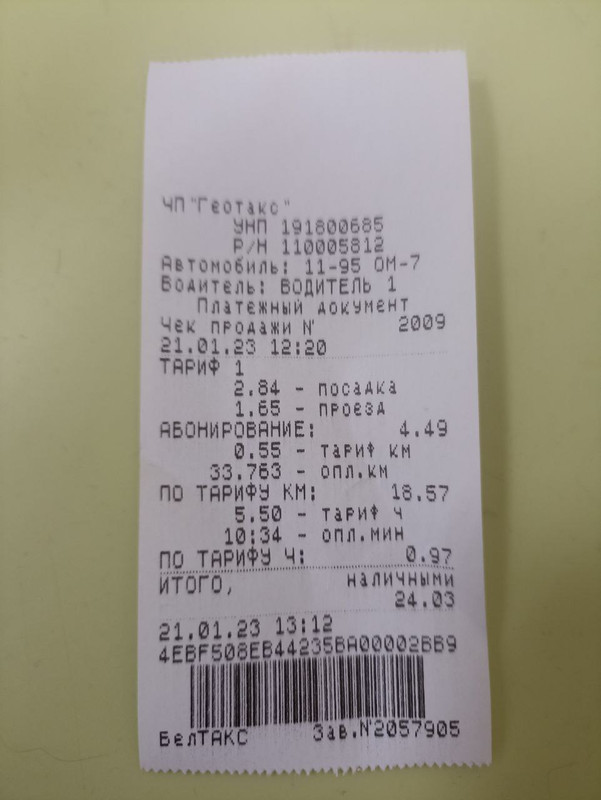 ЧП "Геотакс"
УНП 191800685
Р/Н 110005812
Автомобиль: 11-95 ОМ-7
Водитель: ВОДИТЕЛЬ 1
Платежный документ
Чек продажи № 2009
21.01.23 12:20
ТАРИФ 1
2.84 - посадка
1.65 - проезд
АБОНИРОВАНИЕ: 4.49
0.55 - тариф км
33.763 - опл.км
ПО ТАРИФУ КМ: 18.57
5.50 - тариф ч
10:34 - опл.мин
ПО ТАРИФУ Ч: 0.97
ИТОГО, наличными
24.03
21.01.23 13:12
4EBF508EB44235BA00002BB9
БелТАКС Зав.№2057905